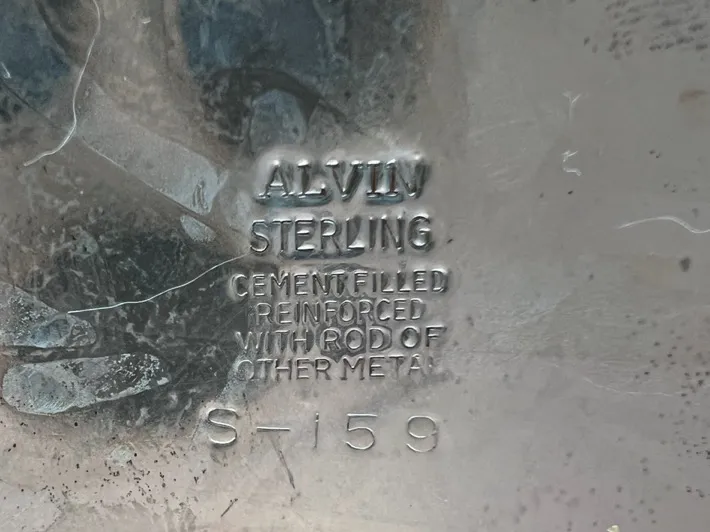 ALVIN
STERLING
CEMENT FILLED
REINFORCED
WITH ROD OF
OTHER METAL
S-159